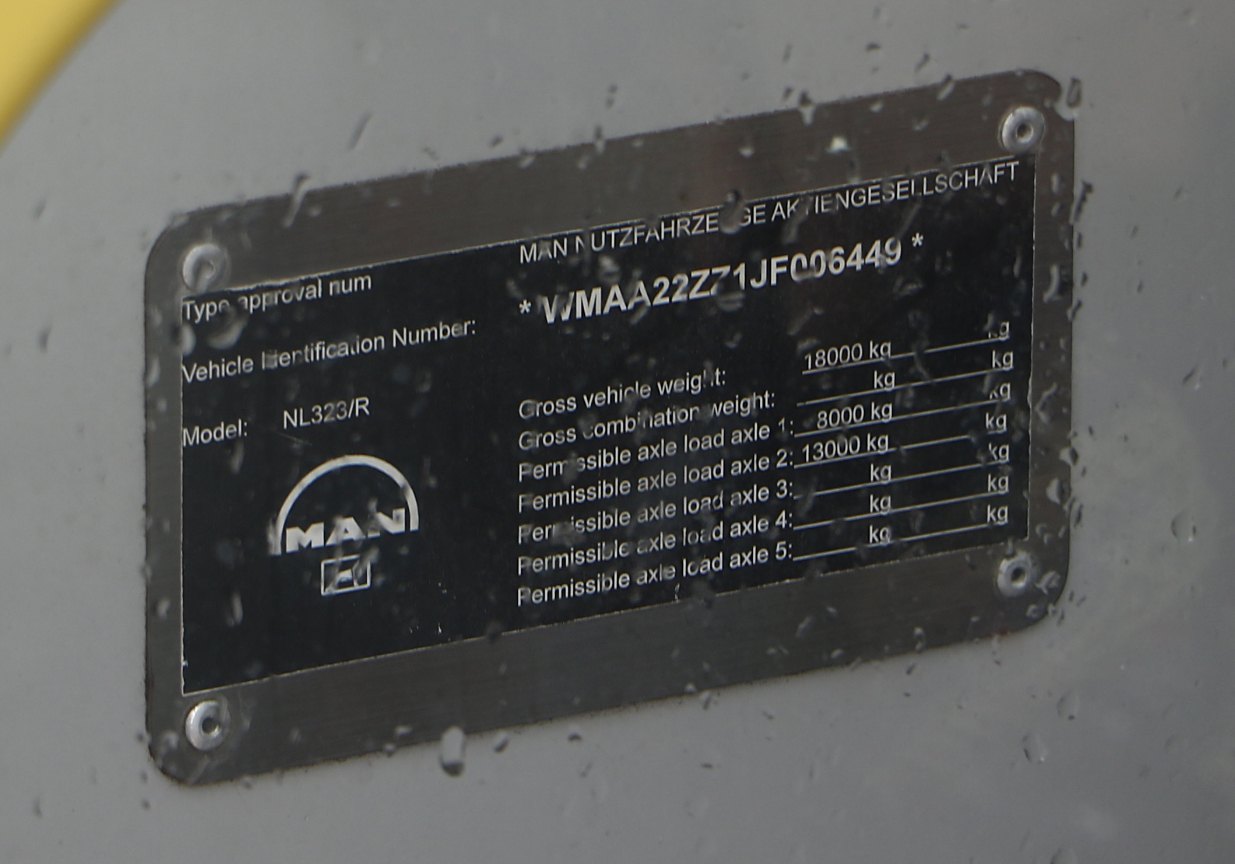 MAN NUTZFAHRZEUGE AKTIENGESELLSCHAFT
Type approval num
Vehicle Identification Number: * WMAA22ZZ1JF006449 *
Model: NL323/R
MAN
Gross vehicle weight: 18000 kg kg
Gross combination weight: kg kg
Permissible axle load axle 1: 8000 kg kg
Permissible axle load axle 2: 13000 kg kg
Permissible axle load axle 3: kg kg
Permissible axle load axle 4: kg kg
Permissible axle load axle 5: kg kg